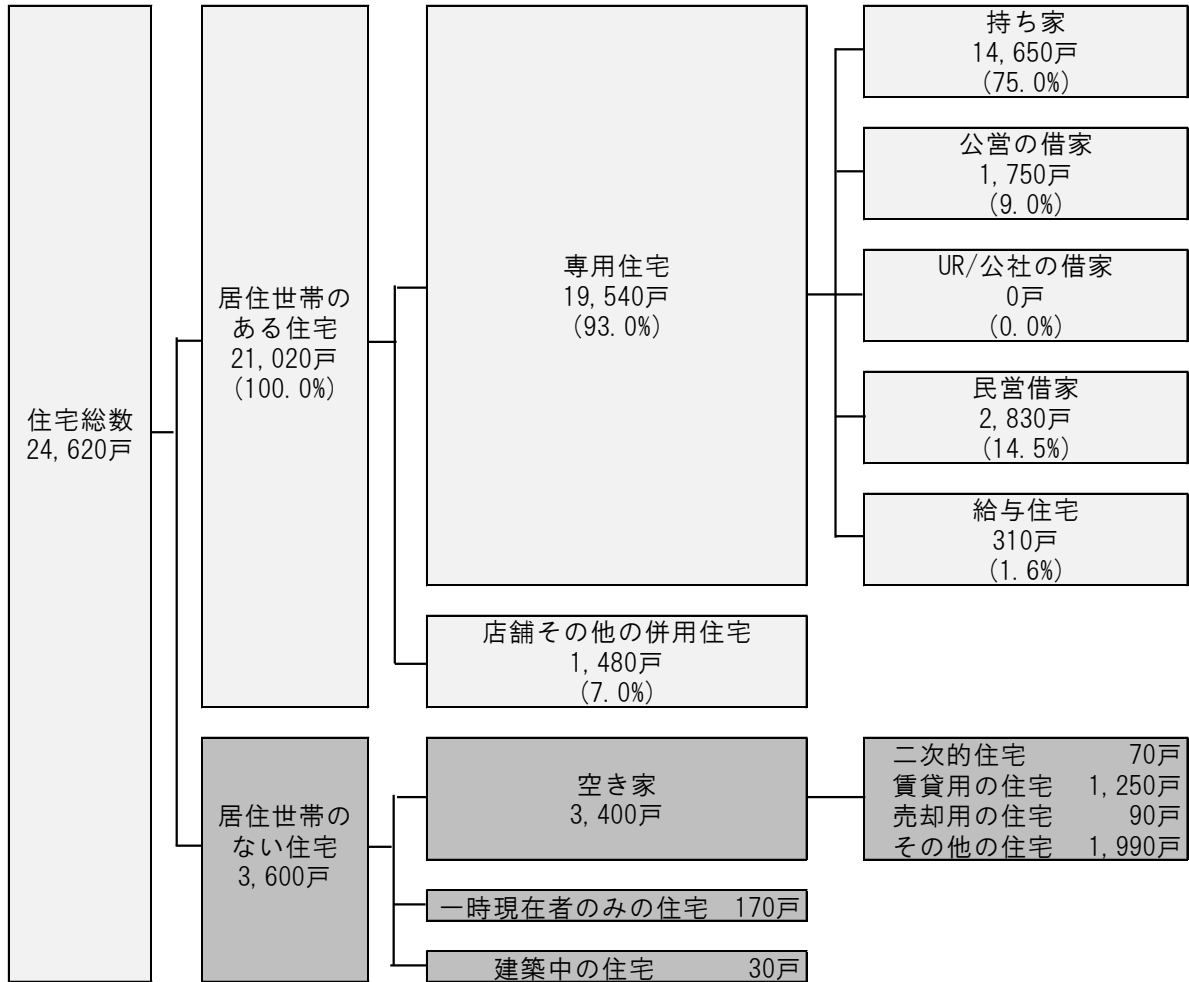 住宅総数
24,620戸
居住世帯の
ある住宅
21,020戸
(100.0%)
専用住宅
19,540戸
(93.0%)
持ち家
14,650戸
(75.0%)
公営の借家
1,750戸
(9.0%)
UR/公社の借家
0戸
(0.0%)
民営借家
2,830戸
(14.5%)
給与住宅
310戸
(1.6%)
店舗その他の併用住宅
1,480戸
(7.0%)
居住世帯の
ない住宅
3,600戸
空き家
3,400戸
二次的住宅 70戸
賃貸用の住宅 1,250戸
売却用の住宅 90戸
その他の住宅 1,990戸
一時現在者のみの住宅 170戸
建築中の住宅 30戸